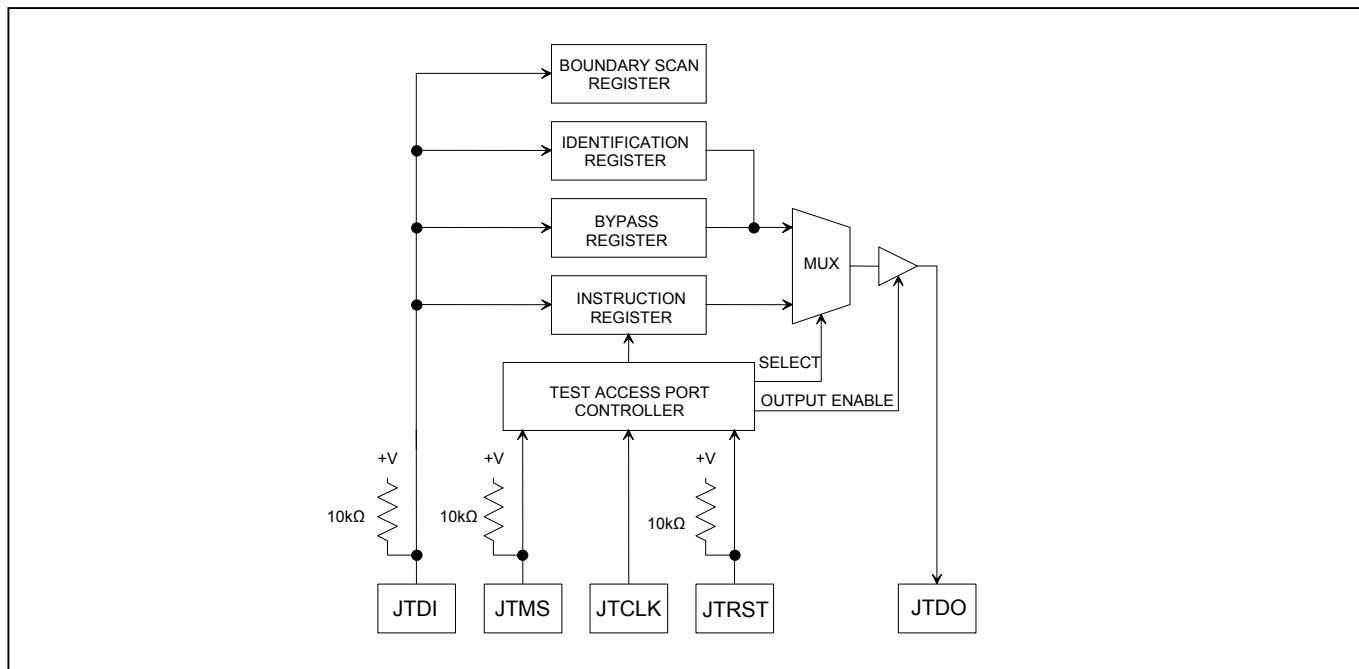 BOUNDARY SCAN
REGISTER
IDENTIFICATION
REGISTER
BYPASS
REGISTER
MUX
INSTRUCTION
REGISTER
SELECT
TEST ACCESS PORT
CONTROLLER
OUTPUT ENABLE
+V
+V
+V
10kΩ
10kΩ
10kΩ
JTDI
JTMS
JTCLK
JTRST
JTDO